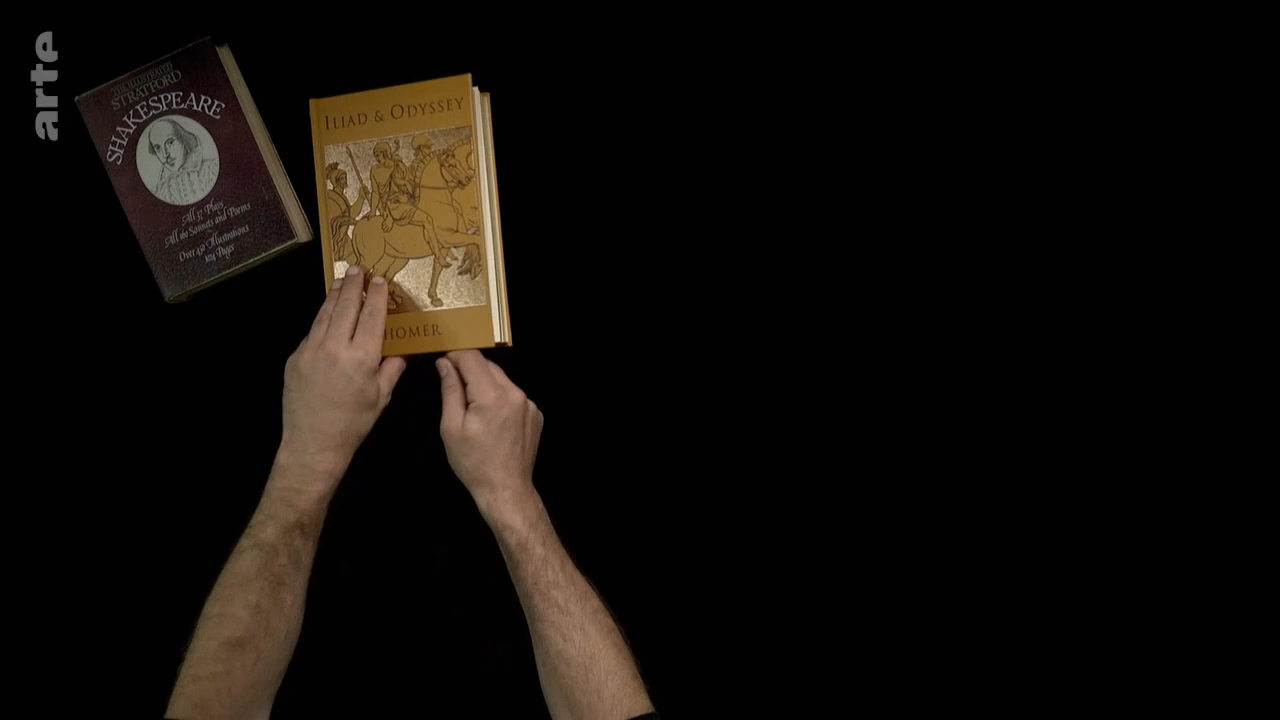 arte
THE ILLUSTRATED
STRATFORD
SHAKESPEARE
All 37 Plays
All the Sonnets and Poems
Over 450 Illustrations
1024 Pages
ILIAD & ODYSSEY
HOMER